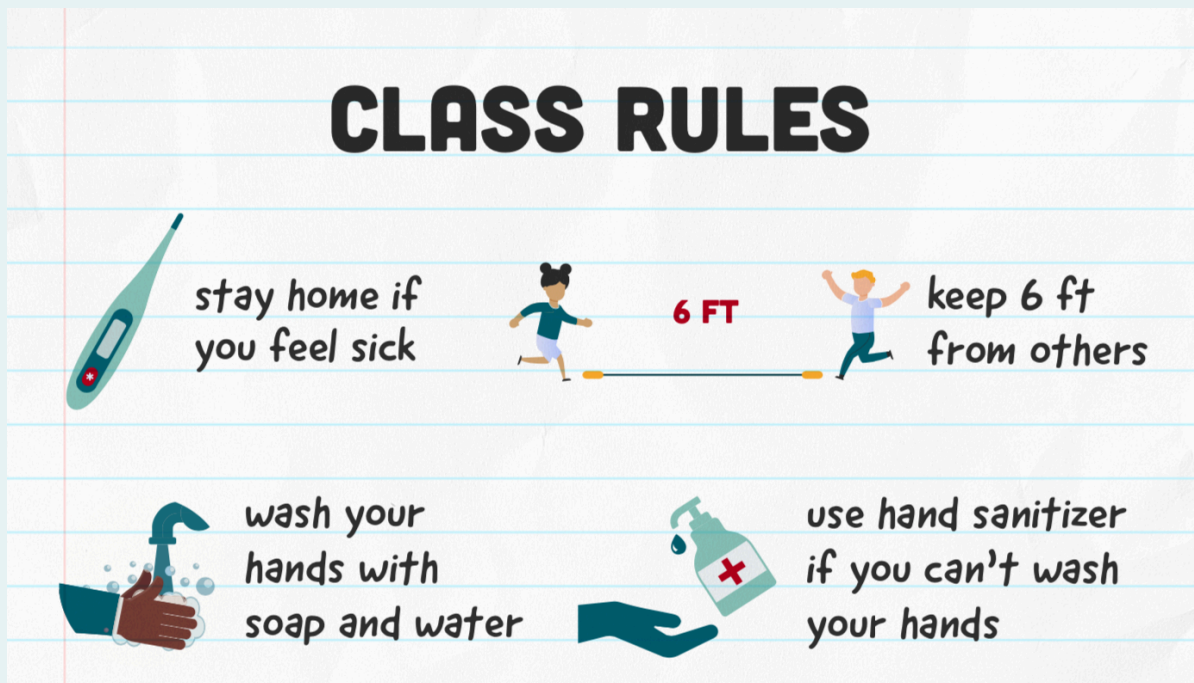 CLASS RULES
stay home if
you feel sick
6 FT
keep 6 ft
from others
wash your
hands with
soap and water
use hand sanitizer
if you can't wash
your hands